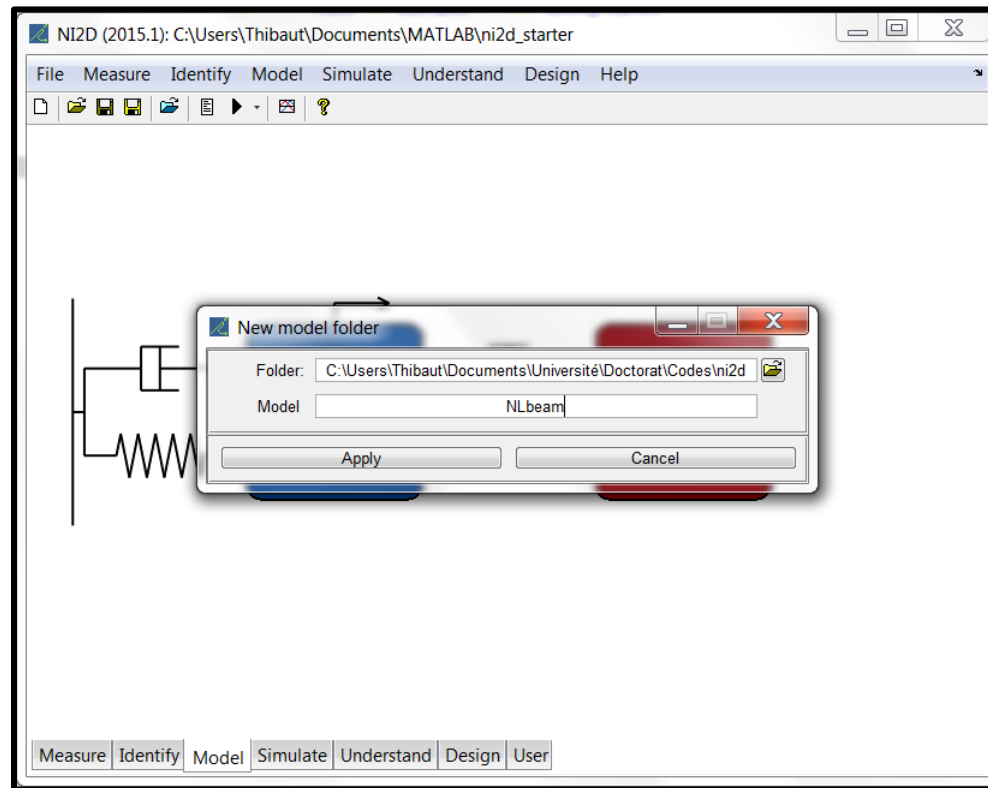 NI2D (2015.1): C:\Users\Thibaut\Documents\MATLAB\ni2d_starter
File Measure Identify Model Simulate Understand Design Help
New model folder
Folder: C:\Users\Thibaut\Documents\Université\Doctorat\Codes\ni2d
Model NLbeam
Apply Cancel
Measure Identify Model Simulate Understand Design User